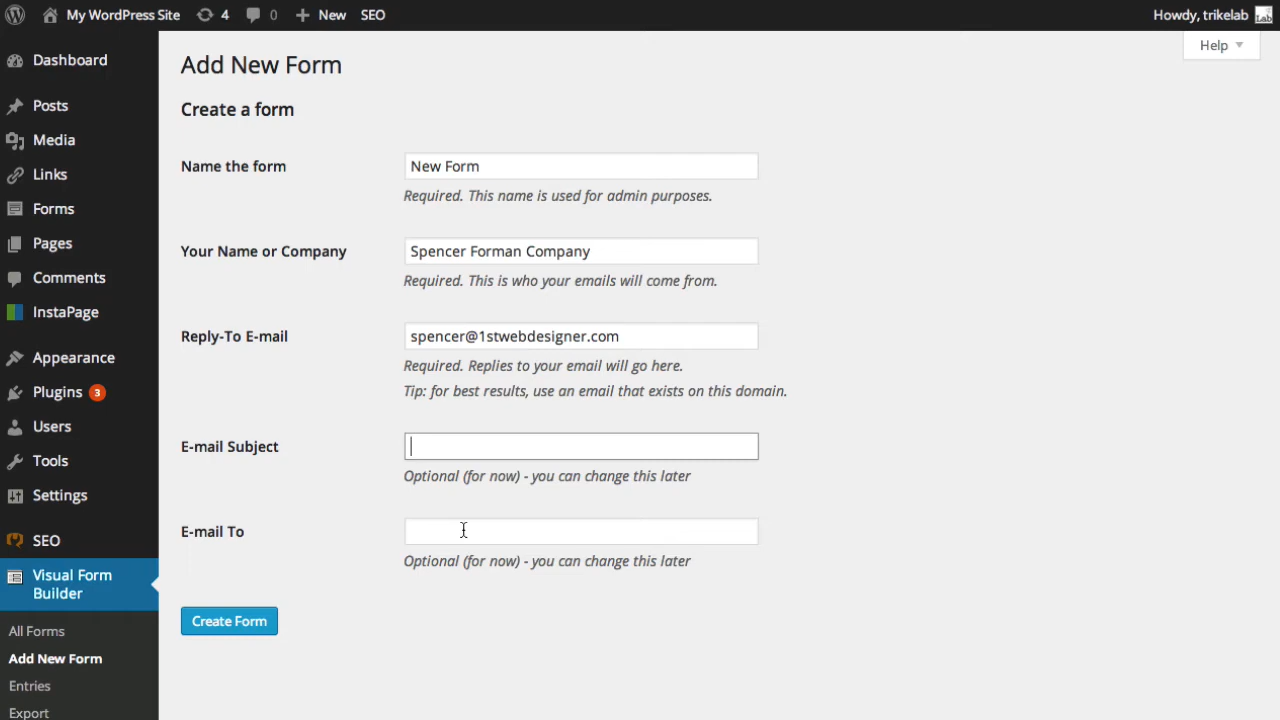 My WordPress Site 4 0 New SEO Howdy, trikelab
Help
Dashboard
Posts
Media
Links
Forms
Pages
Comments
InstaPage
Appearance
Plugins 3
Users
Tools
Settings
SEO
Visual Form
Builder
All Forms
Add New Form
Entries
Export
Add New Form
Create a form
Name the form New Form
Required. This name is used for admin purposes.
Your Name or Company Spencer Forman Company
Required. This is who your emails will come from.
Reply-To E-mail spencer@1stwebdesigner.com
Required. Replies to your email will go here.
Tip: for best results, use an email that exists on this domain.
E-mail Subject
Optional (for now) - you can change this later
E-mail To
Optional (for now) - you can change this later
Create Form